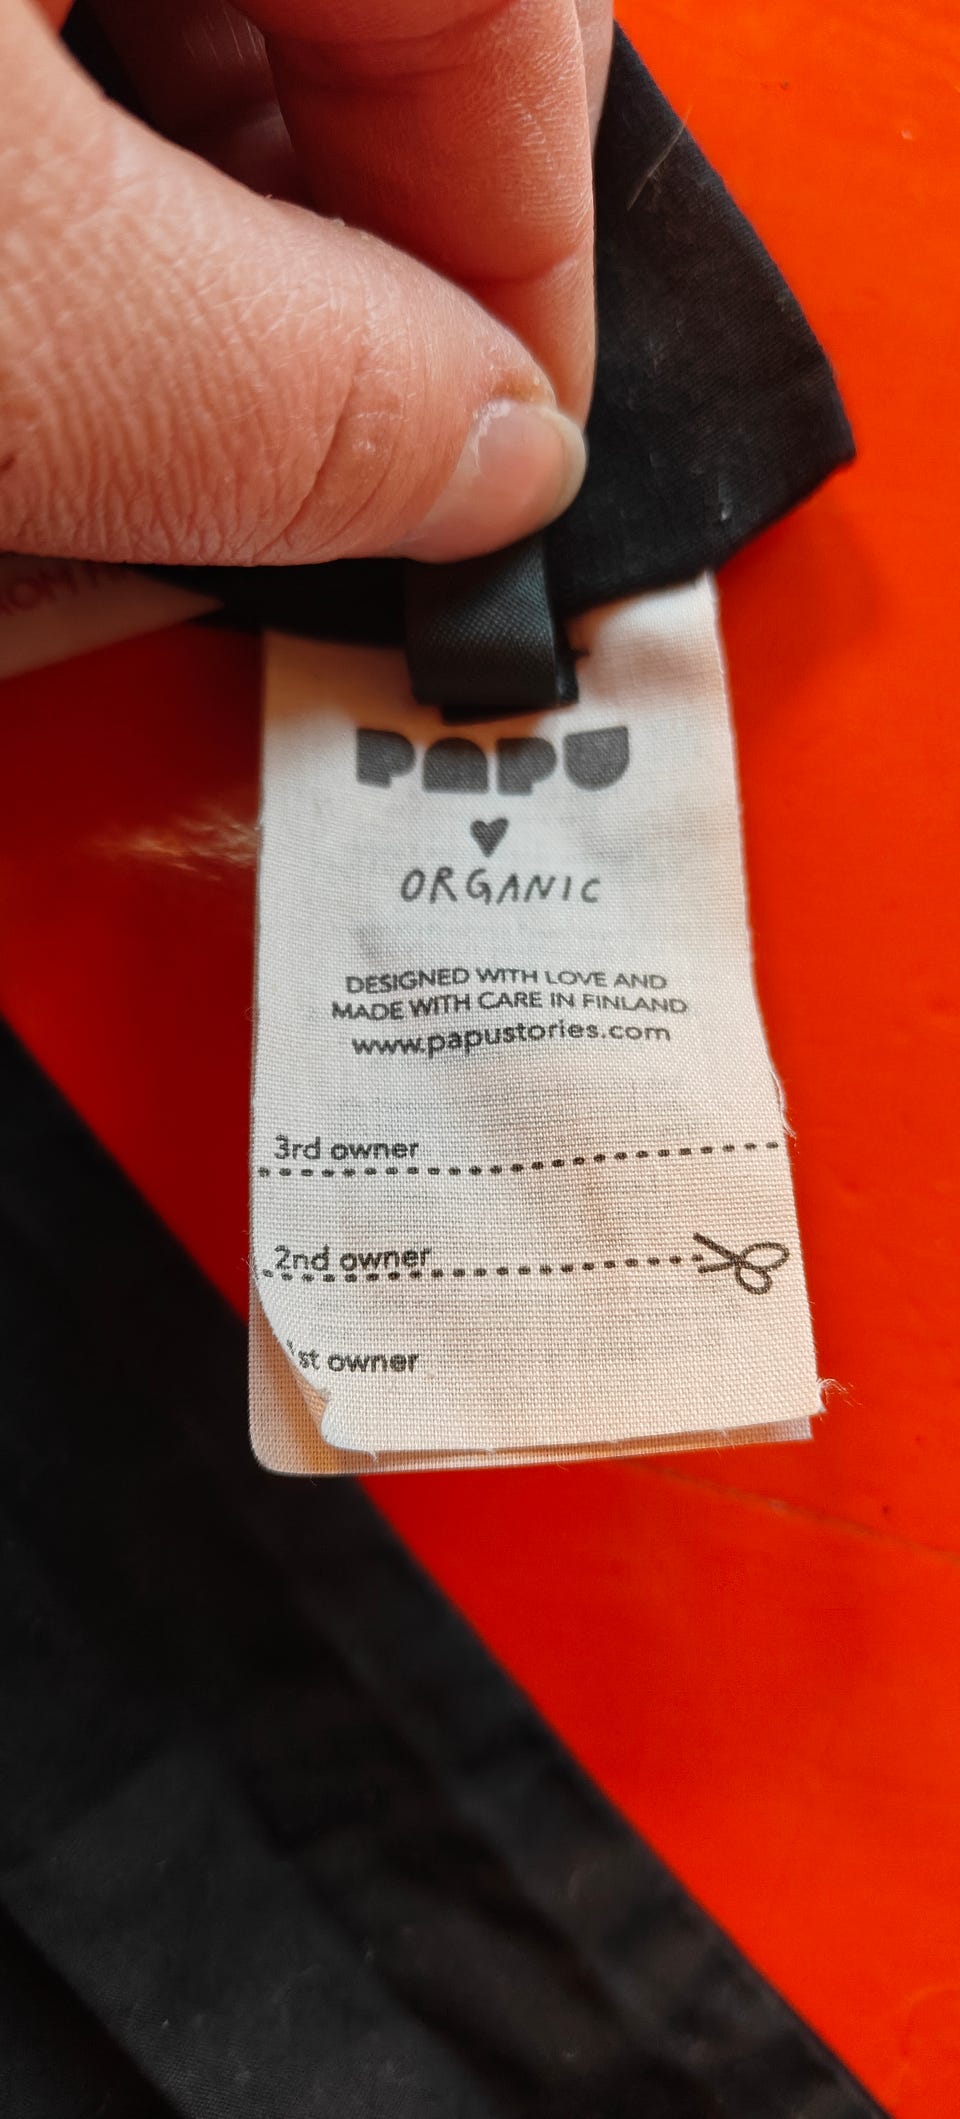 PAPU
ORGANIC
DESIGNED WITH LOVE AND
MADE WITH CARE IN FINLAND
www.papustories.com
3rd owner
2nd owner
1st owner